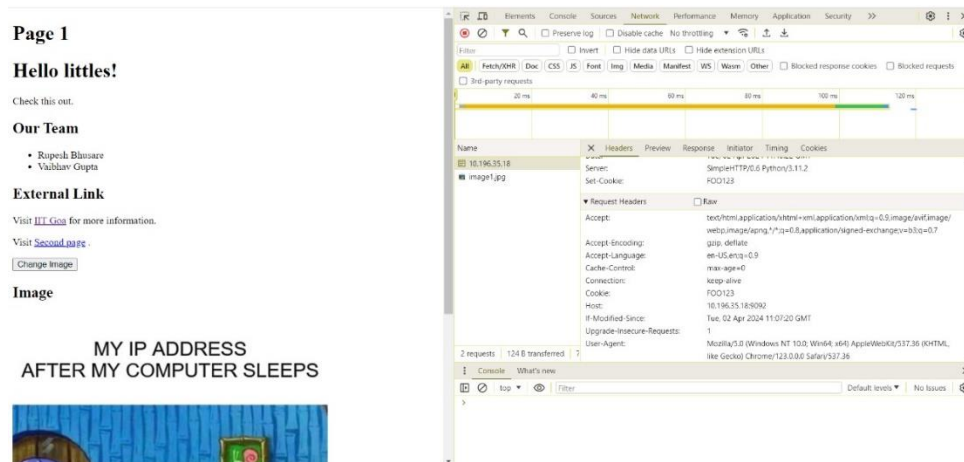 Page 1
Hello littles!
Check this out.
Our Team
Rupesh Bhusare
Vaibhav Gupta
External Link
Visit IIT Goa for more information.
Visit Second page .
Change Image
Image
MY IP ADDRESS
AFTER MY COMPUTER SLEEPS
Elements Console Sources Network Performance Memory Application Security
Preserve log Disable cache No throttling
Filter Invert Hide data URLs Hide extension URLs
All Fetch/XHR Doc CSS JS Font Img Media Manifest WS Wasm Other Blocked response cookies Blocked requests
3rd-party requests
20 ms 40 ms 60 ms 80 ms 100 ms 120 ms
Name
10.196.35.18
image1.jpg
2 requests 124 B transferred 7
Headers Preview Response Initiator Timing Cookies
Server: SimpleHTTP/0.6 Python/3.11.2
Set-Cookie: FOO123
Request Headers Raw
Accept: text/html,application/xhtml+xml,application/xml;q=0.9,image/avif,image/
webp,image/apng,*/*;q=0.8,application/signed-exchange;v=b3;q=0.7
Accept-Encoding: gzip, deflate
Accept-Language: en-US,en;q=0.9
Cache-Control: max-age=0
Connection: keep-alive
Cookie: FOO123
Host: 10.196.35.18:9092
If-Modified-Since: Tue, 02 Apr 2024 11:07:20 GMT
Upgrade-Insecure-Requests: 1
User-Agent: Mozilla/5.0 (Windows NT 10.0; Win64; x64) AppleWebKit/537.36 (KHTML,
like Gecko) Chrome/123.0.0.0 Safari/537.36
Console What's new
top Filter Default levels No Issues